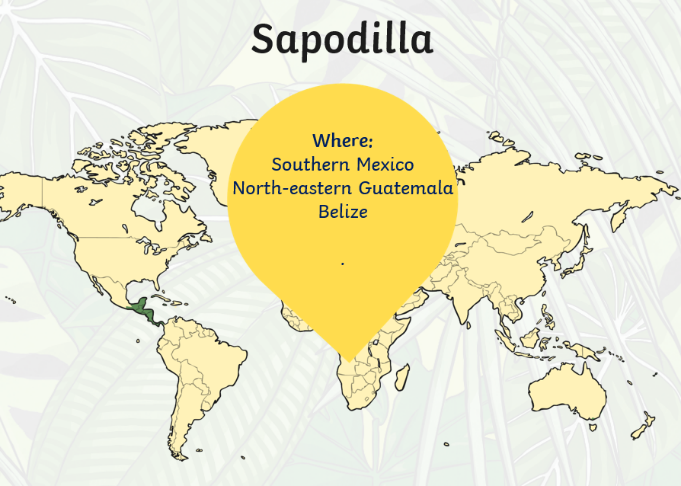 Sapodilla
Where:
Southern Mexico
North-eastern Guatemala
Belize
.